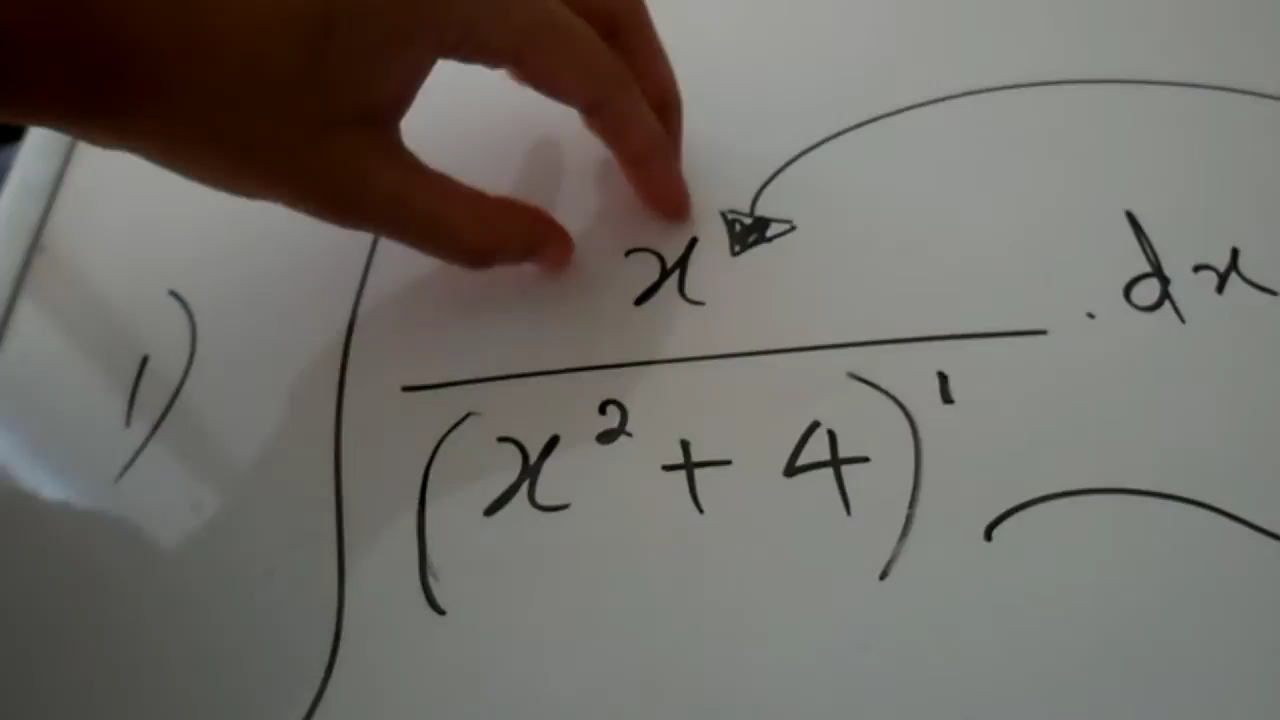 1) ∫ x / (x² + 4)¹ . dx